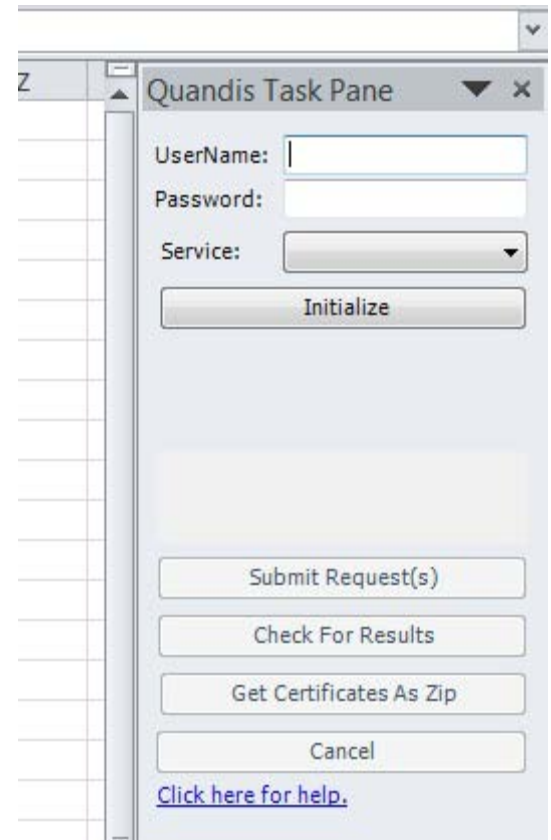 Z
Quandis Task Pane
UserName:
Password:
Service:
Initialize
Submit Request(s)
Check For Results
Get Certificates As Zip
Cancel
Click here for help.